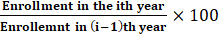 Enrollment in the ith year
Enrollemnt in (i−1)th year × 100